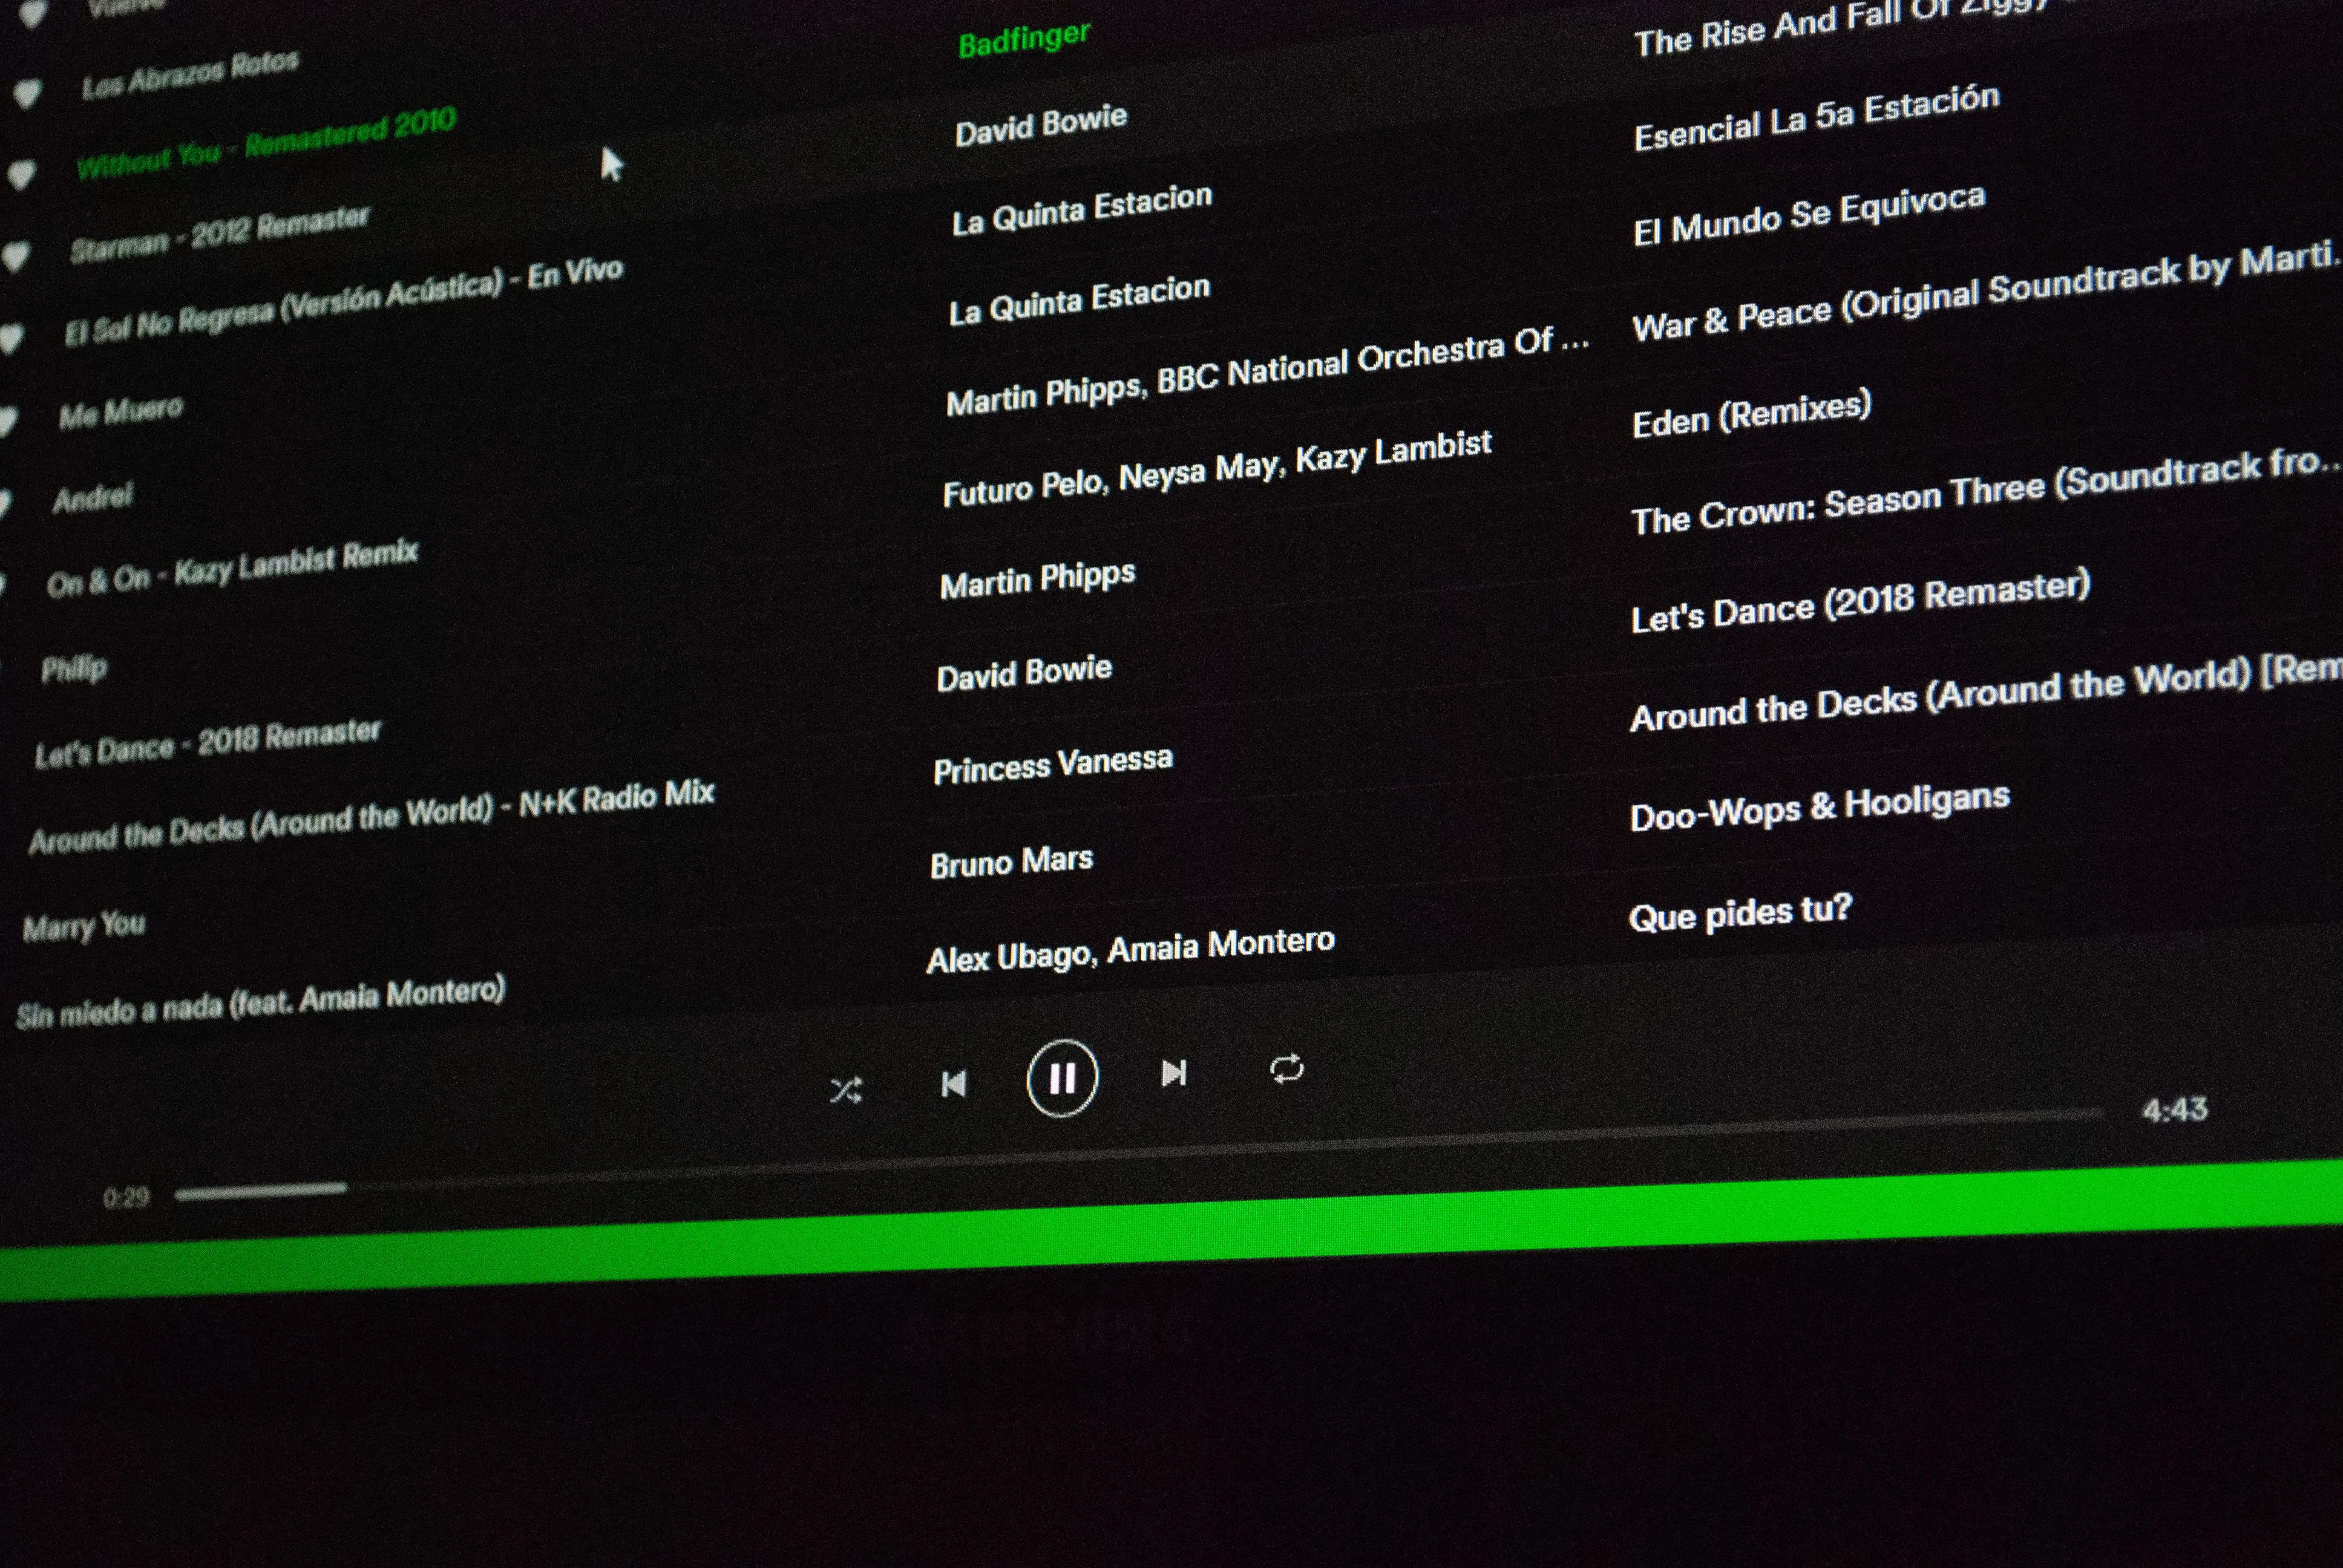 Vuelve
Los Abrazos Rotos
Without You - Remastered 2010 Badfinger
Starman - 2012 Remaster David Bowie The Rise And Fall Of Ziggy
El Sol No Regresa (Versión Acústica) - En Vivo La Quinta Estacion Esencial La 5a Estación
Me Muero La Quinta Estacion El Mundo Se Equivoca
Andrei Martin Phipps, BBC National Orchestra Of ... War & Peace (Original Soundtrack by Marti.
On & On - Kazy Lambist Remix Futuro Pelo, Neysa May, Kazy Lambist Eden (Remixes)
Philip Martin Phipps The Crown: Season Three (Soundtrack fro..
Let's Dance - 2018 Remaster David Bowie Let's Dance (2018 Remaster)
Around the Decks (Around the World) - N+K Radio Mix Princess Vanessa Around the Decks (Around the World) [Rem
Marry You Bruno Mars Doo-Wops & Hooligans
Sin miedo a nada (feat. Amaia Montero) Alex Ubago, Amaia Montero Que pides tu?
0:29 4:43